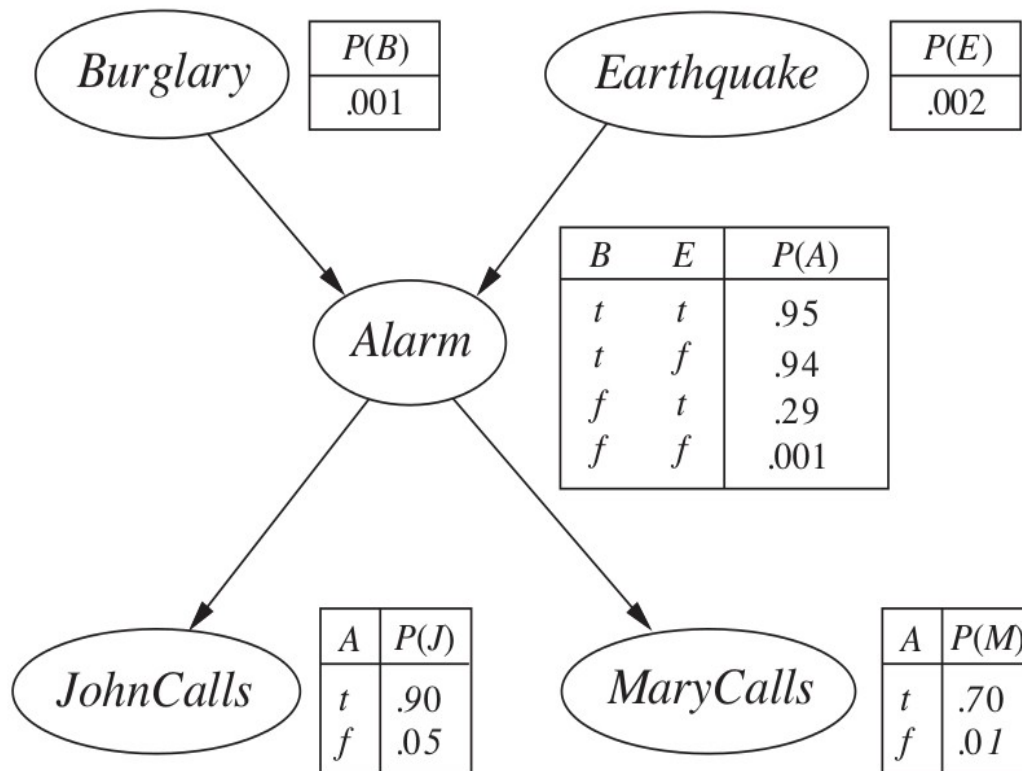 Burglary
P(B)
.001
Earthquake
P(E)
.002
B E P(A)
t t .95
t f .94
f t .29
f f .001
Alarm
JohnCalls
A P(J)
t .90
f .05
MaryCalls
A P(M)
t .70
f .01